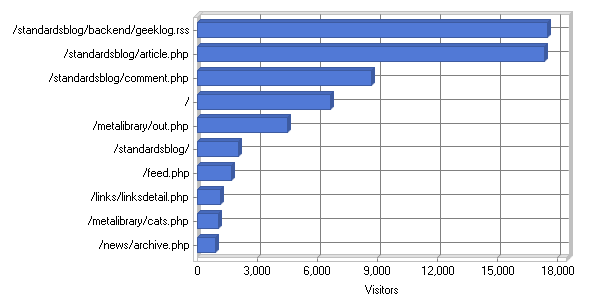 /standardsblog/backend/geeklog.rss
/standardsblog/article.php
/standardsblog/comment.php
/
/metalibrary/out.php
/standardsblog/
/feed.php
/links/linksdetail.php
/metalibrary/cats.php
/news/archive.php
0 3,000 6,000 9,000 12,000 15,000 18,000
Visitors